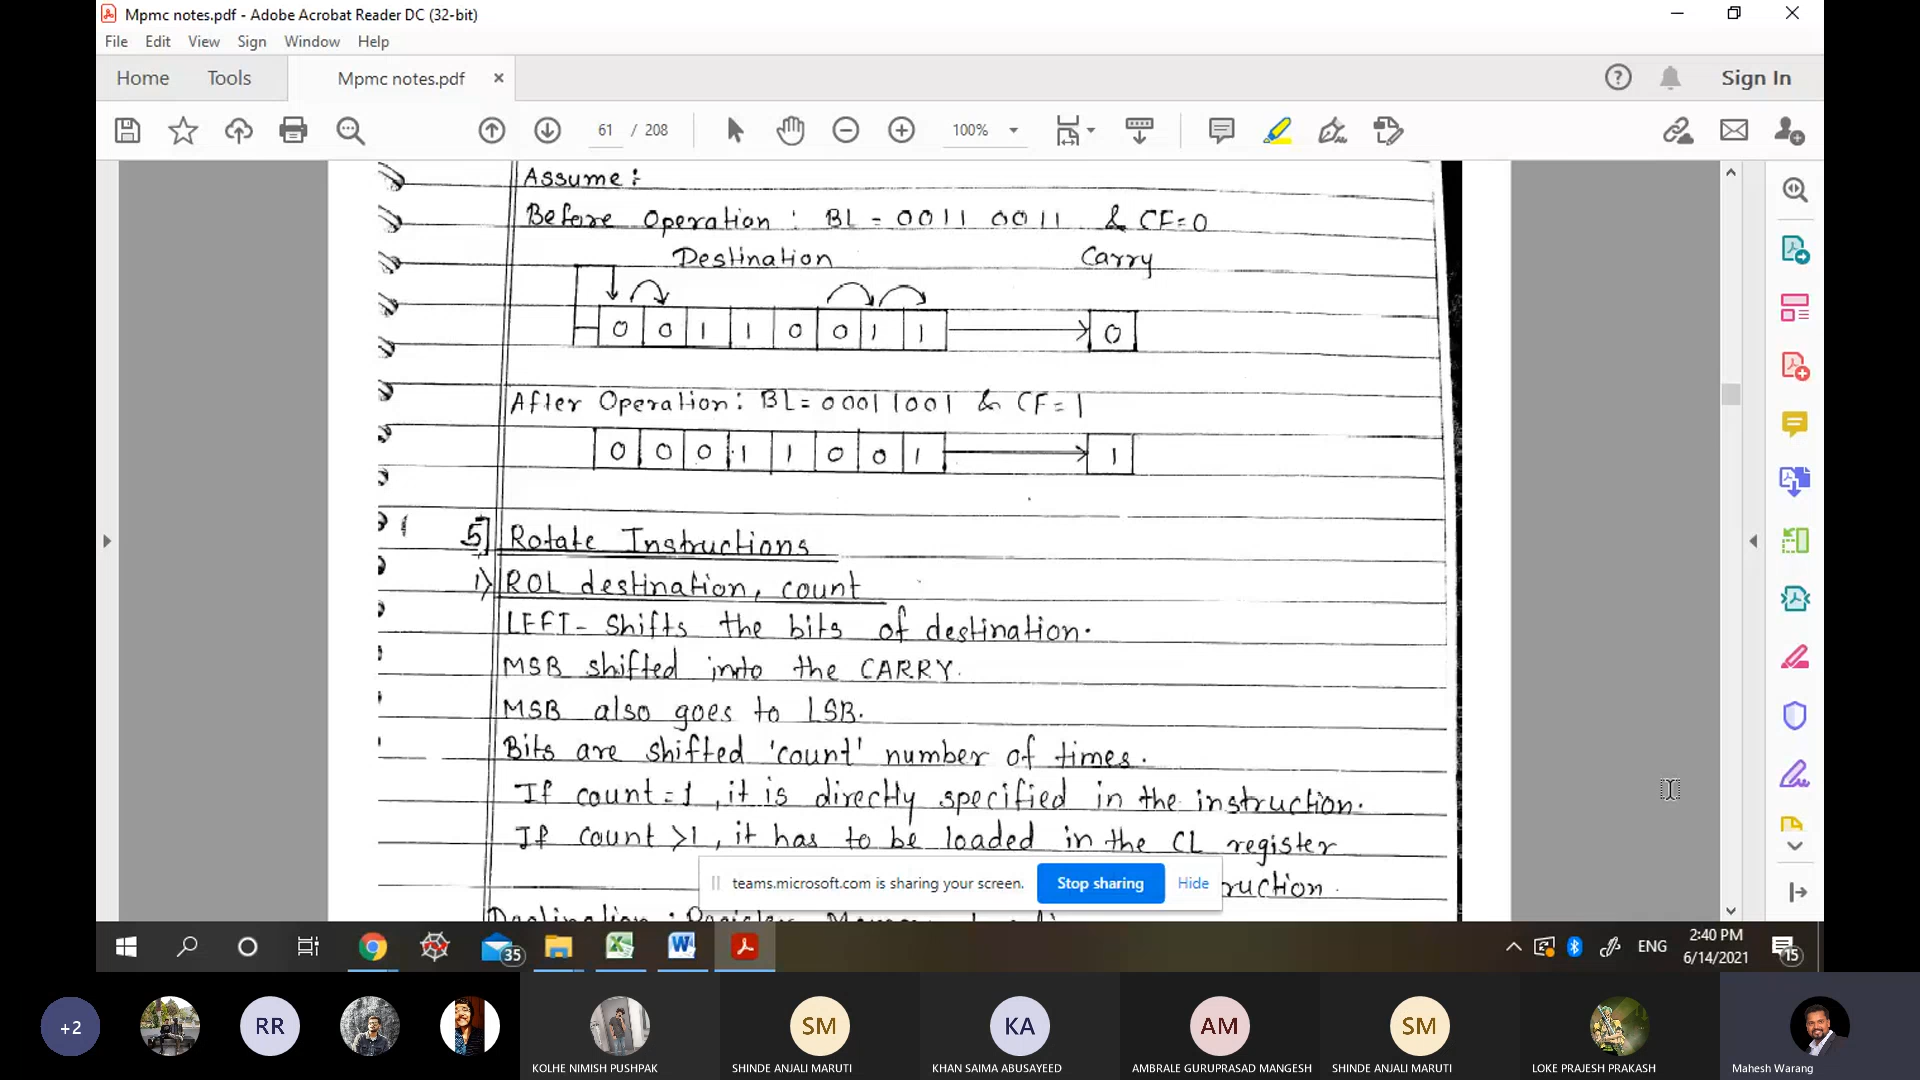 Mpmc notes.pdf - Adobe Acrobat Reader DC (32-bit)
File Edit View Sign Window Help
Home Tools Mpmc notes.pdf Sign In
61 / 208 100%
Assume:
Before Operation: BL = 0011 0011 & CF=0
Destination Carry
0 0 1 1 0 0 1 1 0
After Operation: BL= 00011001 & CF=1
0 0 0 1 1 0 0 1 1
5] Rotate Instructions
1) ROL destination, count
LEFT- Shifts the bits of destination.
MSB shifted into the CARRY.
MSB also goes to LSB.
Bits are shifted 'count' number of times.
If count=1, it is directly specified in the instruction.
If count >1, it has to be loaded in the CL register
ruction.
teams.microsoft.com is sharing your screen. Stop sharing Hide
Destination: Register, Memory
35
ENG
2:40 PM
6/14/2021
15
+2 RR SM KA AM SM
KOLHE NIMISH PUSHPAK SHINDE ANJALI MARUTI KHAN SAIMA ABUSAYEED AMBRALE GURUPRASAD MANGESH SHINDE ANJALI MARUTI LOKE PRAJESH PRAKASH Mahesh Warang